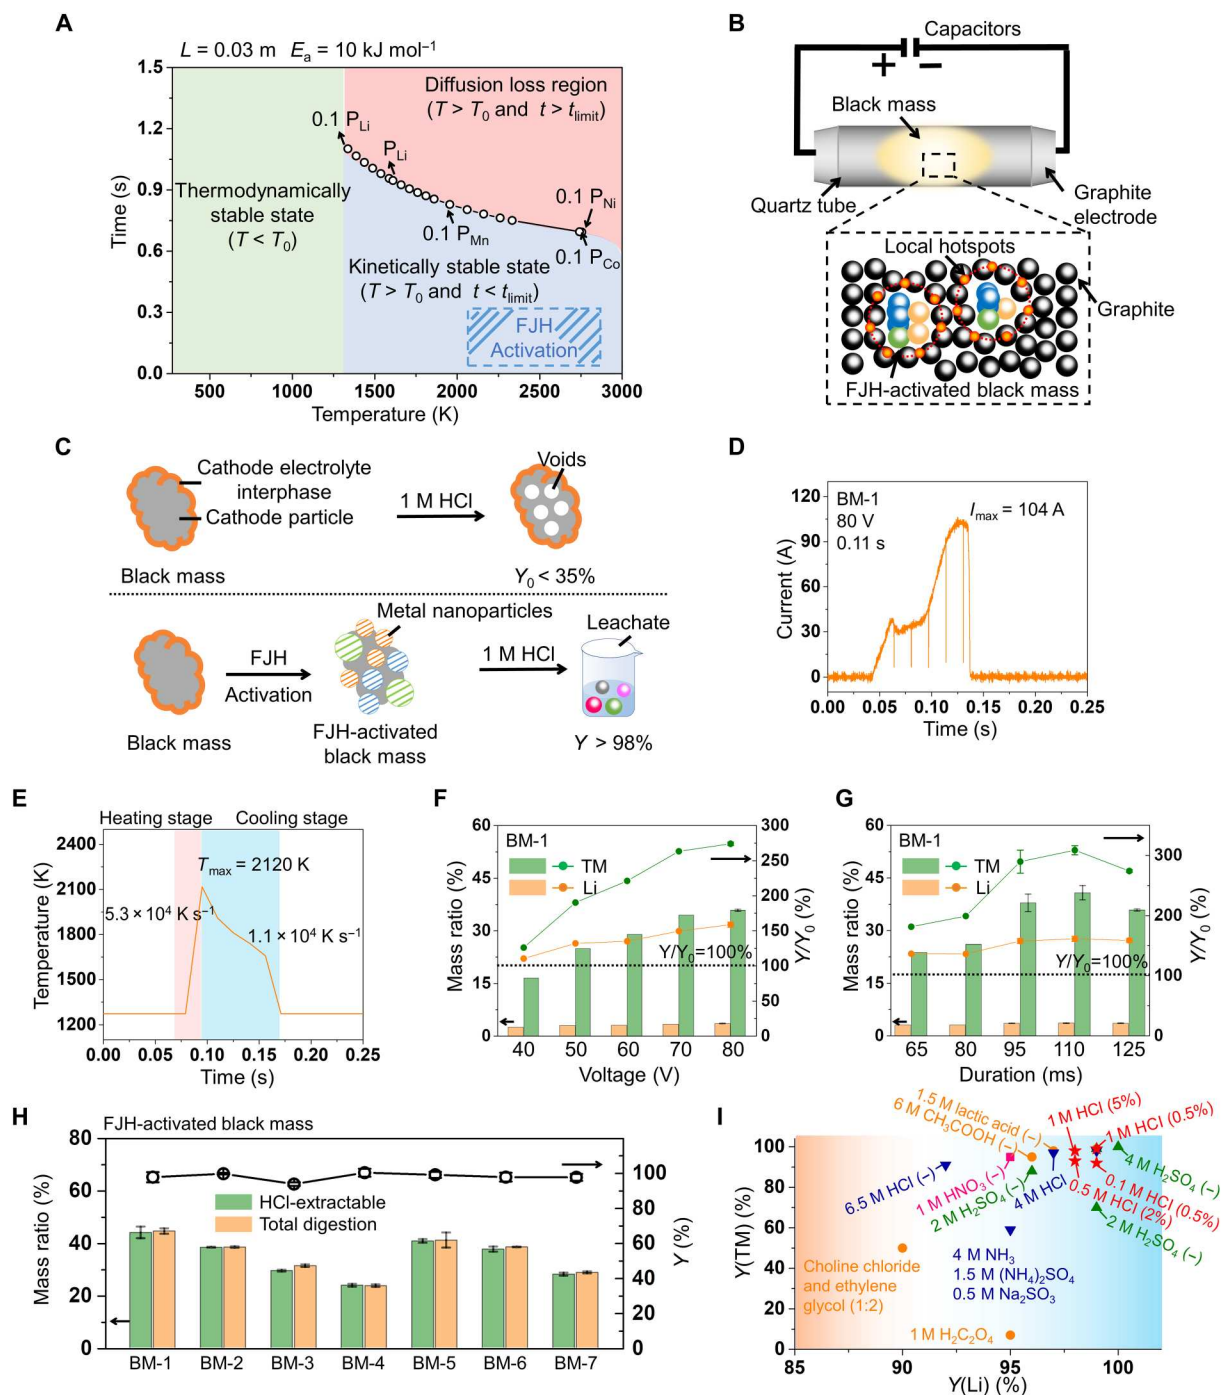 A
L = 0.03 m Eₐ = 10 kJ mol⁻¹
Time (s)
1.5
1.2
0.9
0.6
0.3
0.0
Diffusion loss region
(T > T₀ and t > t_limit)
0.1 P_Li
P_Li
Thermodynamically
stable state
(T < T₀)
0.1 P_Mn
0.1 P_Ni
0.1 P_Co
Kinetically stable state
(T > T₀ and t < t_limit)
FJH
Activation
500 1000 1500 2000 2500 3000
Temperature (K)
B
Capacitors
+ −
Black mass
Quartz tube
Graphite
electrode
Local hotspots
Graphite
FJH-activated black mass
C
Cathode electrolyte
interphase
Cathode particle
Black mass
1 M HCl
Voids
Y₀ < 35%
Black mass
FJH
Activation
Metal nanoparticles
FJH-activated
black mass
1 M HCl
Leachate
Y > 98%
D
Current (A)
120
90
60
30
0
BM-1
80 V
0.11 s
I_max = 104 A
0.00 0.05 0.10 0.15 0.20 0.25
Time (s)
E
Heating stage Cooling stage
Temperature (K)
2400
2100
1800
1500
1200
T_max = 2120 K
5.3 × 10⁴ K s⁻¹
1.1 × 10⁴ K s⁻¹
0.00 0.05 0.10 0.15 0.20 0.25
Time (s)
F
Mass ratio (%)
60
45
30
15
0
BM-1
TM
Li
Y/Y₀=100%
300
250
200
150
100
50
0
Y/Y₀ (%)
40 50 60 70 80
Voltage (V)
G
Mass ratio (%)
60
45
30
15
0
BM-1
TM
Li
Y/Y₀=100%
300
200
100
0
Y/Y₀ (%)
65 80 95 110 125
Duration (ms)
H
FJH-activated black mass
Mass ratio (%)
80
60
40
20
0
HCl-extractable
Total digestion
100
80
60
40
20
0
Y (%)
BM-1 BM-2 BM-3 BM-4 BM-5 BM-6 BM-7
I
Y(TM) (%)
100
80
60
40
20
0
1.5 M lactic acid (–)
6 M CH₃COOH (–)
1 M HCl (5%)
1 M HCl (0.5%)
6.5 M HCl (–)
1 M HNO₃ (–)
2 M H₂SO₄ (–)
4 M HCl
4 M H₂SO₄ (–)
0.1 M HCl (0.5%)
0.5 M HCl (2%)
2 M H₂SO₄ (–)
4 M NH₃
1.5 M (NH₄)₂SO₄
0.5 M Na₂SO₃
Choline chloride
and ethylene
glycol (1:2)
1 M H₂C₂O₄
85 90 95 100
Y(Li) (%)